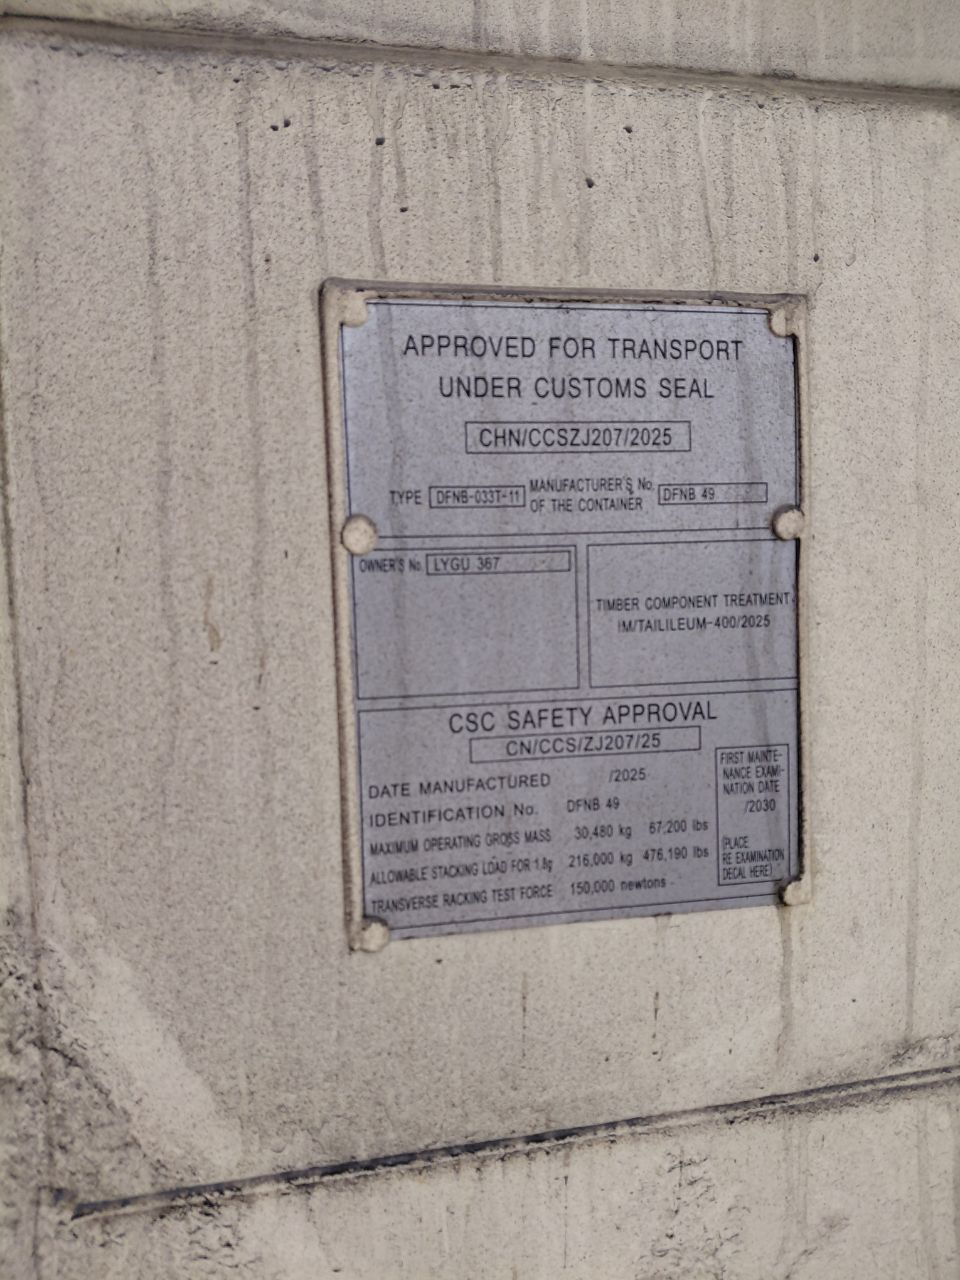 APPROVED FOR TRANSPORT
UNDER CUSTOMS SEAL
CHN/CCSZJ207/2025
TYPE DFNB-033T-11 MANUFACTURER'S No. OF THE CONTAINER DFNB 49
OWNER'S No. LYGU 367
TIMBER COMPONENT TREATMENT
IM/TAILILEUM-400/2025
CSC SAFETY APPROVAL
CN/CCS/ZJ207/25
DATE MANUFACTURED /2025
IDENTIFICATION No. DFNB 49
MAXIMUM OPERATING GROSS MASS 30,480 kg 67,200 lbs
ALLOWABLE STACKING LOAD FOR 1.8g 216,000 kg 476,190 lbs
TRANSVERSE RACKING TEST FORCE 150,000 newtons
FIRST MAINTE-
NANCE EXAMI-
NATION DATE
/2030
(PLACE
RE EXAMINATION
DECAL HERE)